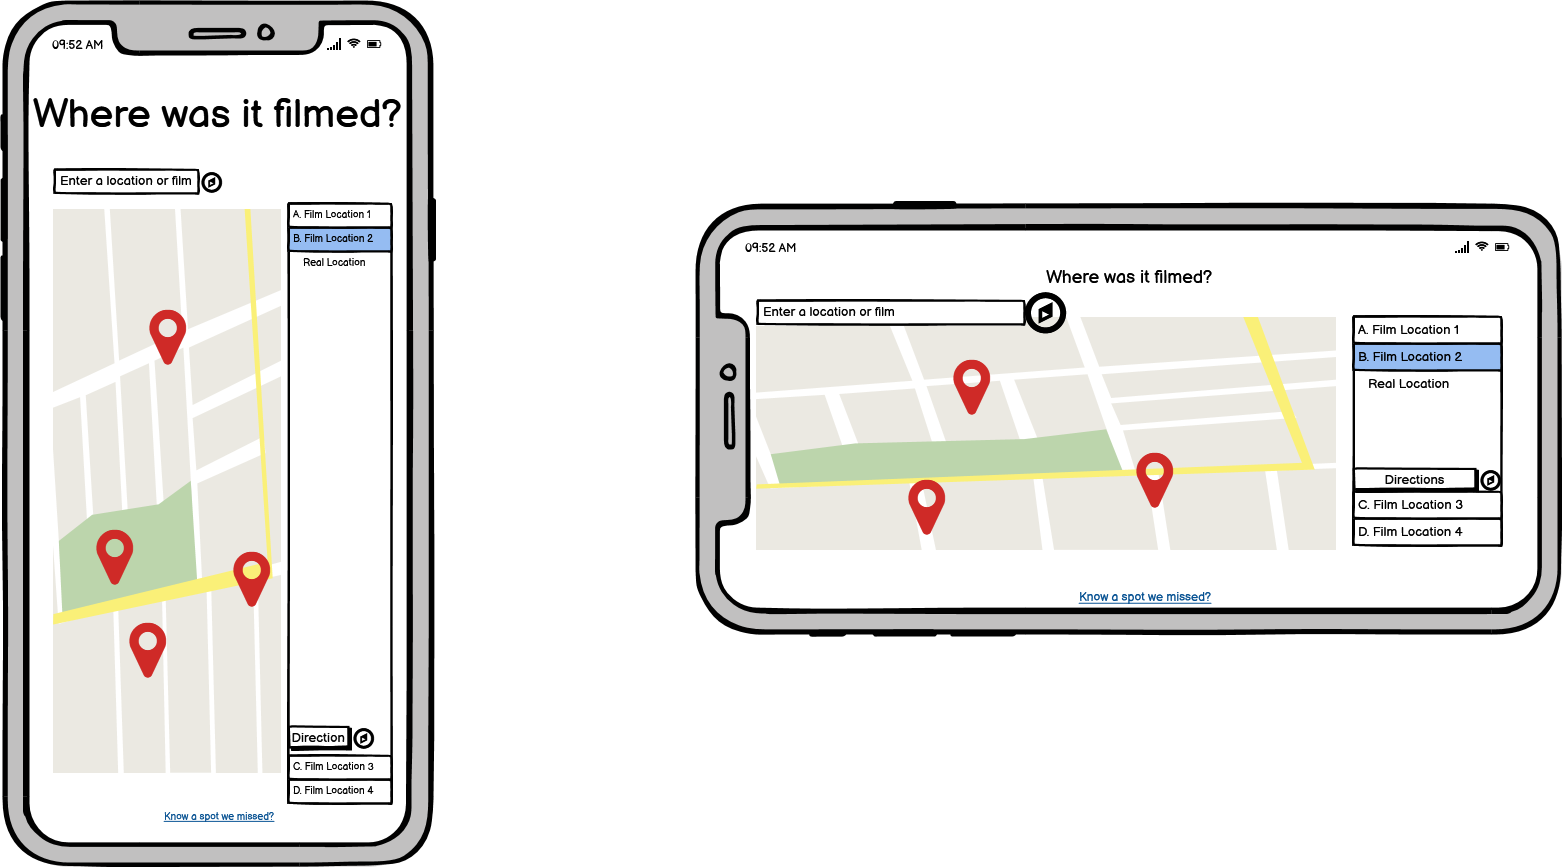 09:52 AM
Where was it filmed?
Enter a location or film
A. Film Location 1
B. Film Location 2
Real Location
Direction
C. Film Location 3
D. Film Location 4
Know a spot we missed?
09:52 AM
Where was it filmed?
Enter a location or film
A. Film Location 1
B. Film Location 2
Real Location
Directions
C. Film Location 3
D. Film Location 4
Know a spot we missed?